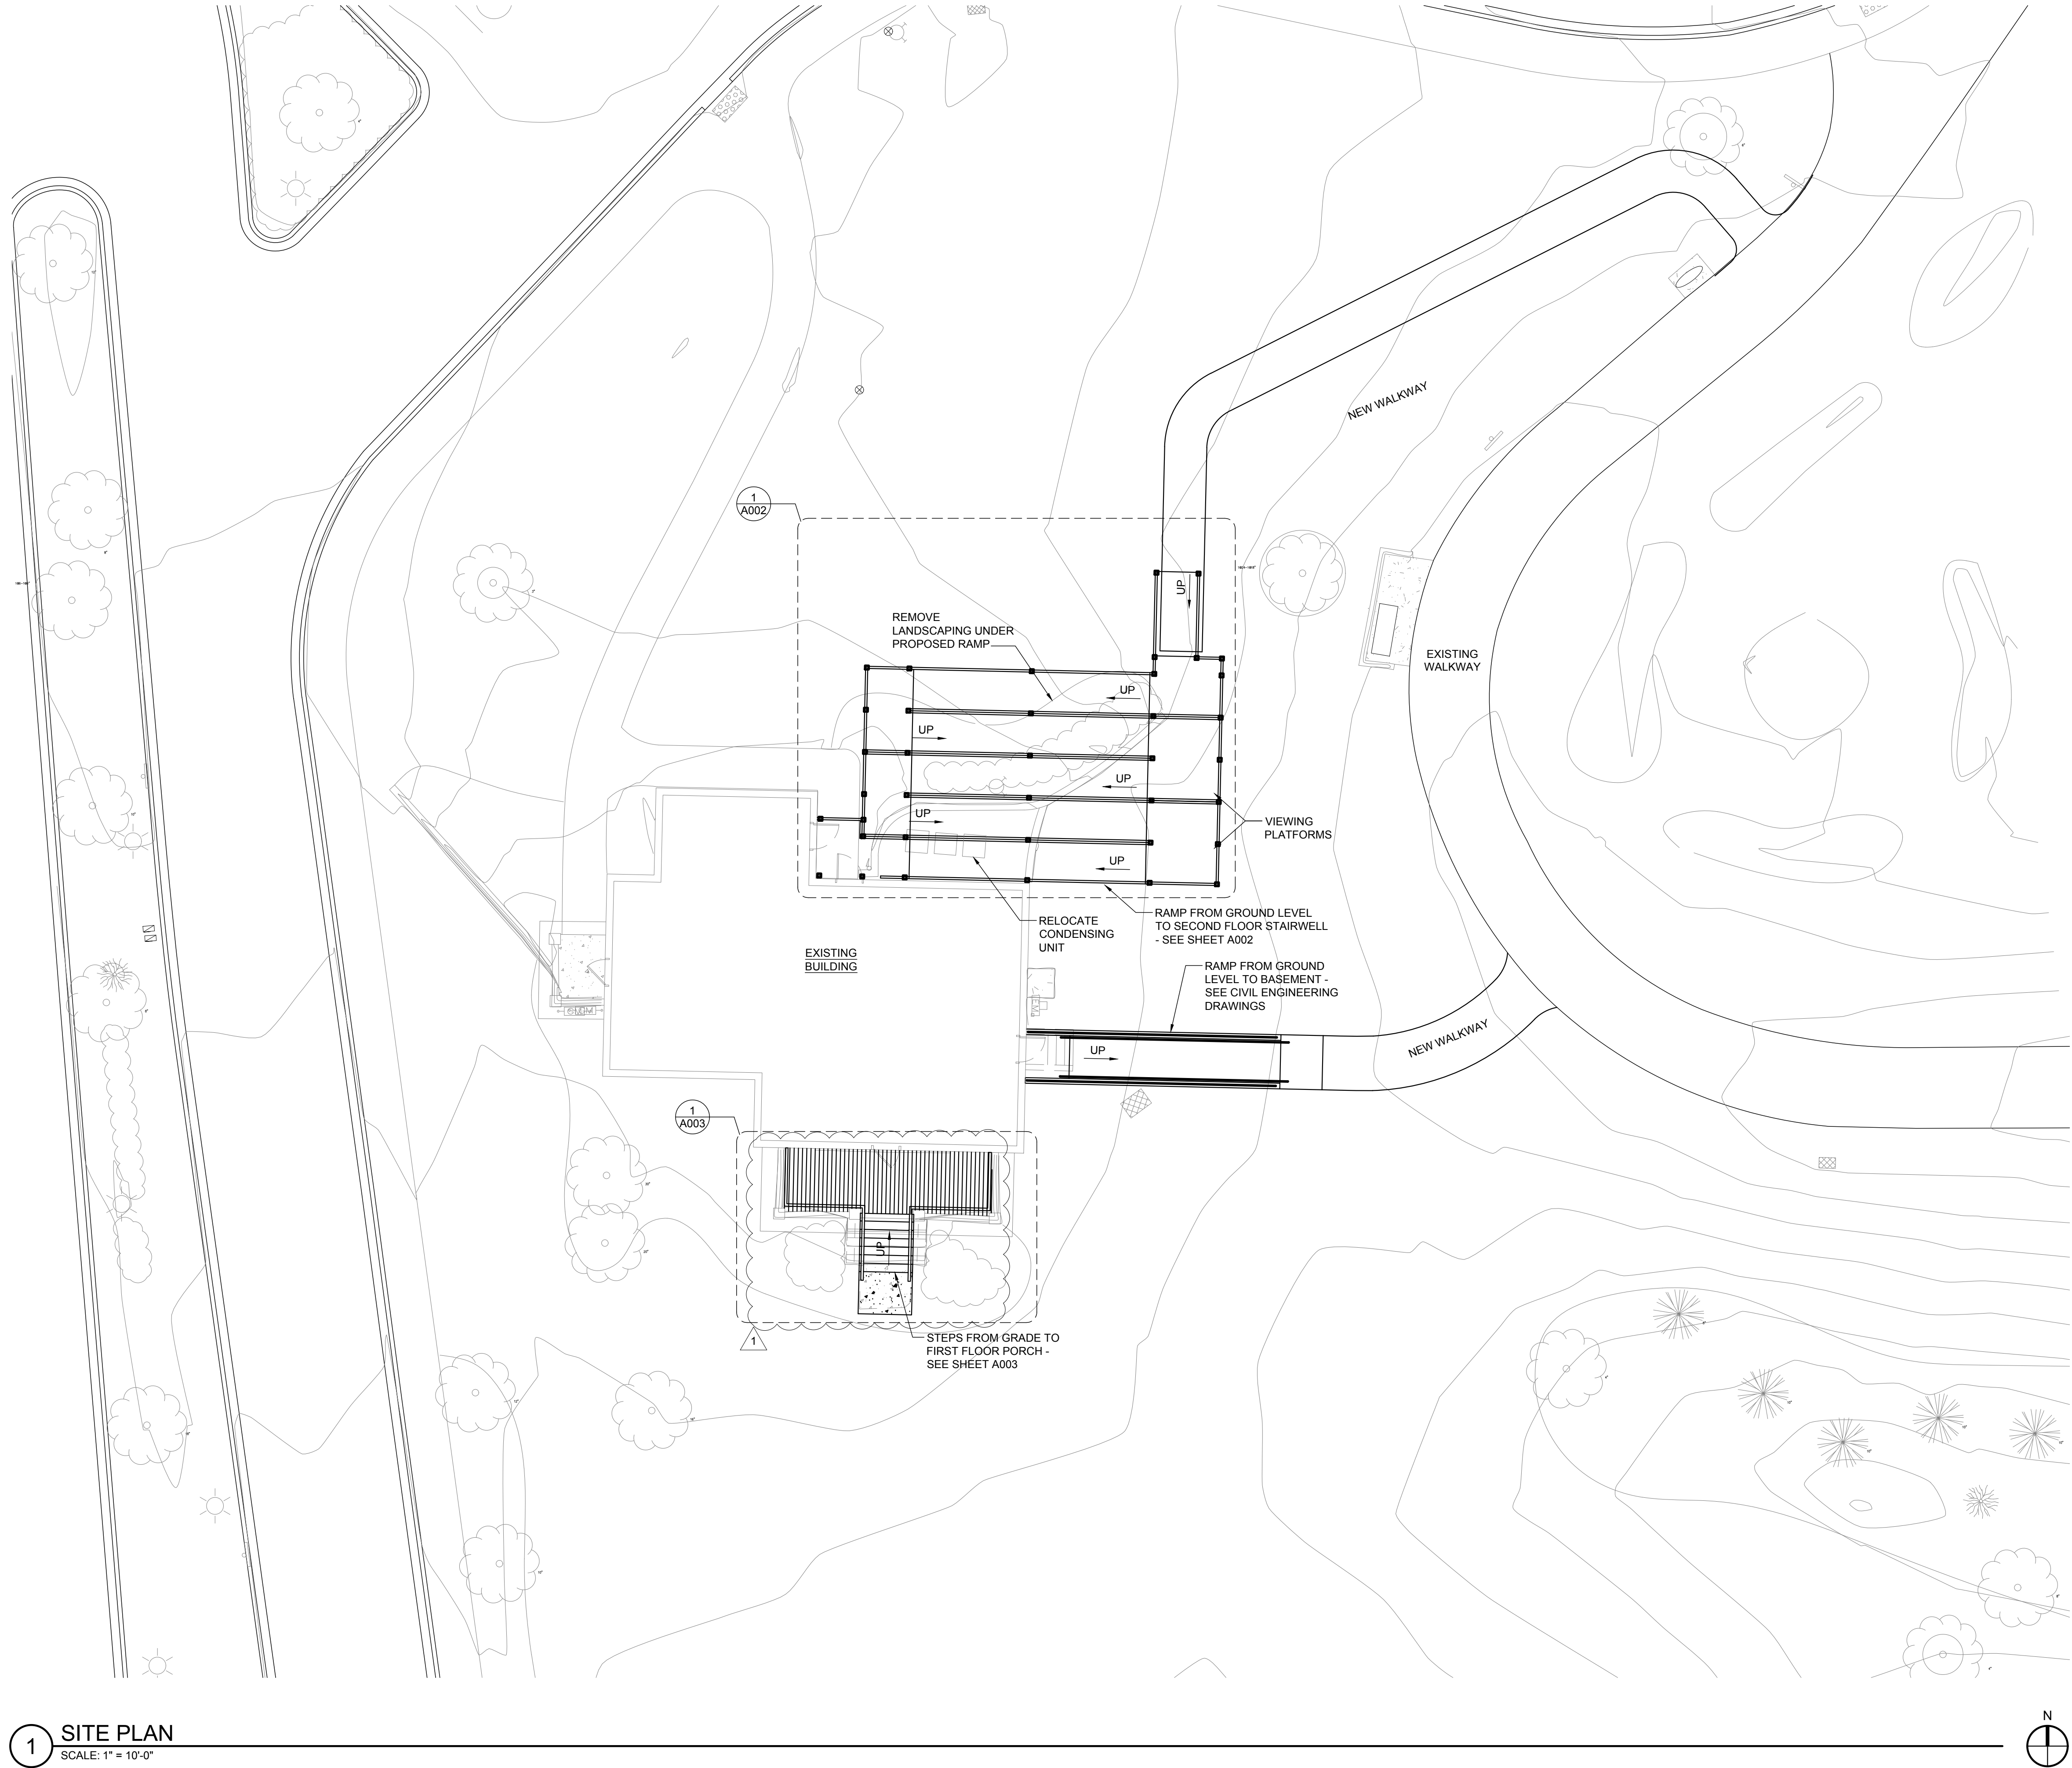 NEW WALKWAY
1
A002
UP
REMOVE
LANDSCAPING UNDER
PROPOSED RAMP
EXISTING
WALKWAY
UP
UP
UP
UP
VIEWING
PLATFORMS
UP
RELOCATE
CONDENSING
UNIT
RAMP FROM GROUND LEVEL
TO SECOND FLOOR STAIRWELL
- SEE SHEET A002
EXISTING
BUILDING
RAMP FROM GROUND
LEVEL TO BASEMENT -
SEE CIVIL ENGINEERING
DRAWINGS
NEW WALKWAY
UP
1
A003
UP
STEPS FROM GRADE TO
FIRST FLOOR PORCH -
SEE SHEET A003
1
1
SITE PLAN
SCALE: 1" = 10'-0"
N